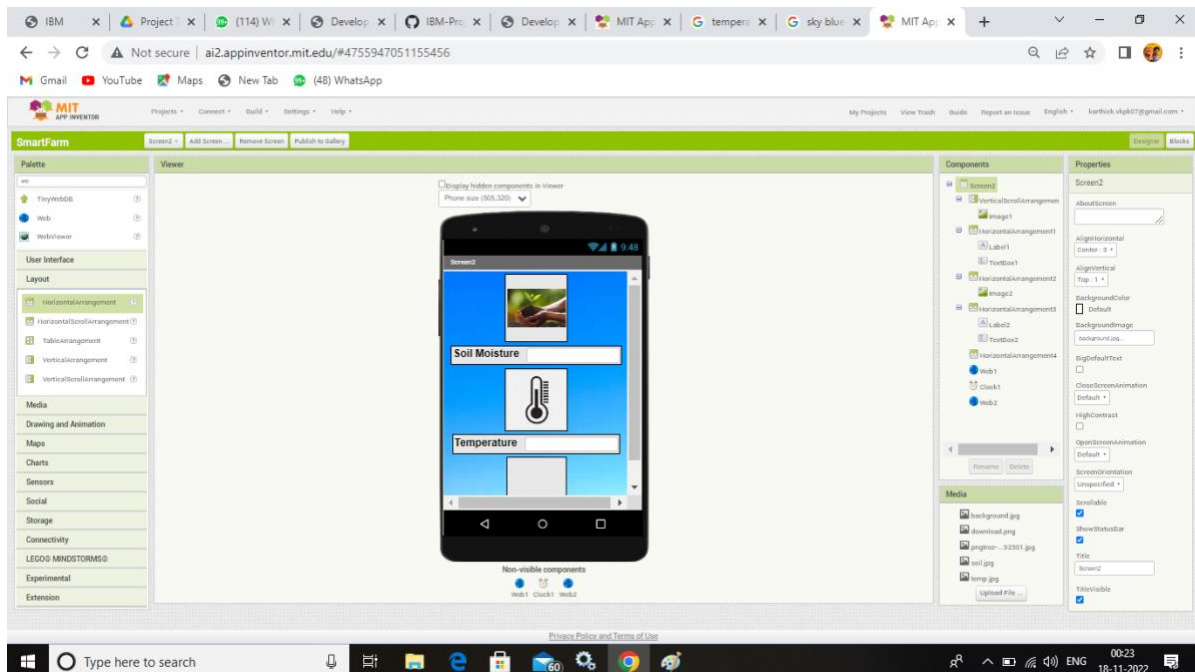 IBM
Project 1
(114) W
Develop
IBM-Pro
Develop
MIT App
tempera
sky blue
MIT App
Not secure | ai2.appinventor.mit.edu/#4755947051155456
Gmail
YouTube
Maps
New Tab
(48) WhatsApp
MIT
APP INVENTOR
Projects
Connect
Build
Settings
Help
My Projects
View Trash
Guide
Report an Issue
English
karthick.vkpk07@gmail.com
SmartFarm
Screen2
Add Screen ...
Remove Screen
Publish to Gallery
Designer
Blocks
Palette
TinyWebDB
Web
WebViewer
User Interface
Layout
HorizontalArrangement
HorizontalScrollArrangement
TableArrangement
VerticalArrangement
VerticalScrollArrangement
Media
Drawing and Animation
Maps
Charts
Sensors
Social
Storage
Connectivity
LEGO® MINDSTORMS®
Experimental
Extension
Viewer
Display hidden components in Viewer
Phone size (505,320)
9:48
Screen2
Soil Moisture
Temperature
Non-visible components
Web1 Clock1 Web2
Components
Screen2
VerticalScrollArrangemen
Image1
HorizontalArrangement1
Label1
TextBox1
HorizontalArrangement2
Image2
HorizontalArrangement3
Label2
TextBox2
HorizontalArrangement4
Web1
Clock1
Web2
Rename
Delete
Media
background.jpg
download.png
pngtree-...92301.jpg
soil.jpg
temp.jpg
Upload File ...
Properties
Screen2
AboutScreen
AlignHorizontal
Center : 3
AlignVertical
Top : 1
BackgroundColor
Default
BackgroundImage
background.jpg...
BigDefaultText
CloseScreenAnimation
Default
HighContrast
OpenScreenAnimation
Default
ScreenOrientation
Unspecified
Scrollable
ShowStatusBar
Title
Screen2
TitleVisible
Privacy Policy and Terms of Use
Type here to search
60
ENG
00:23
18-11-2022